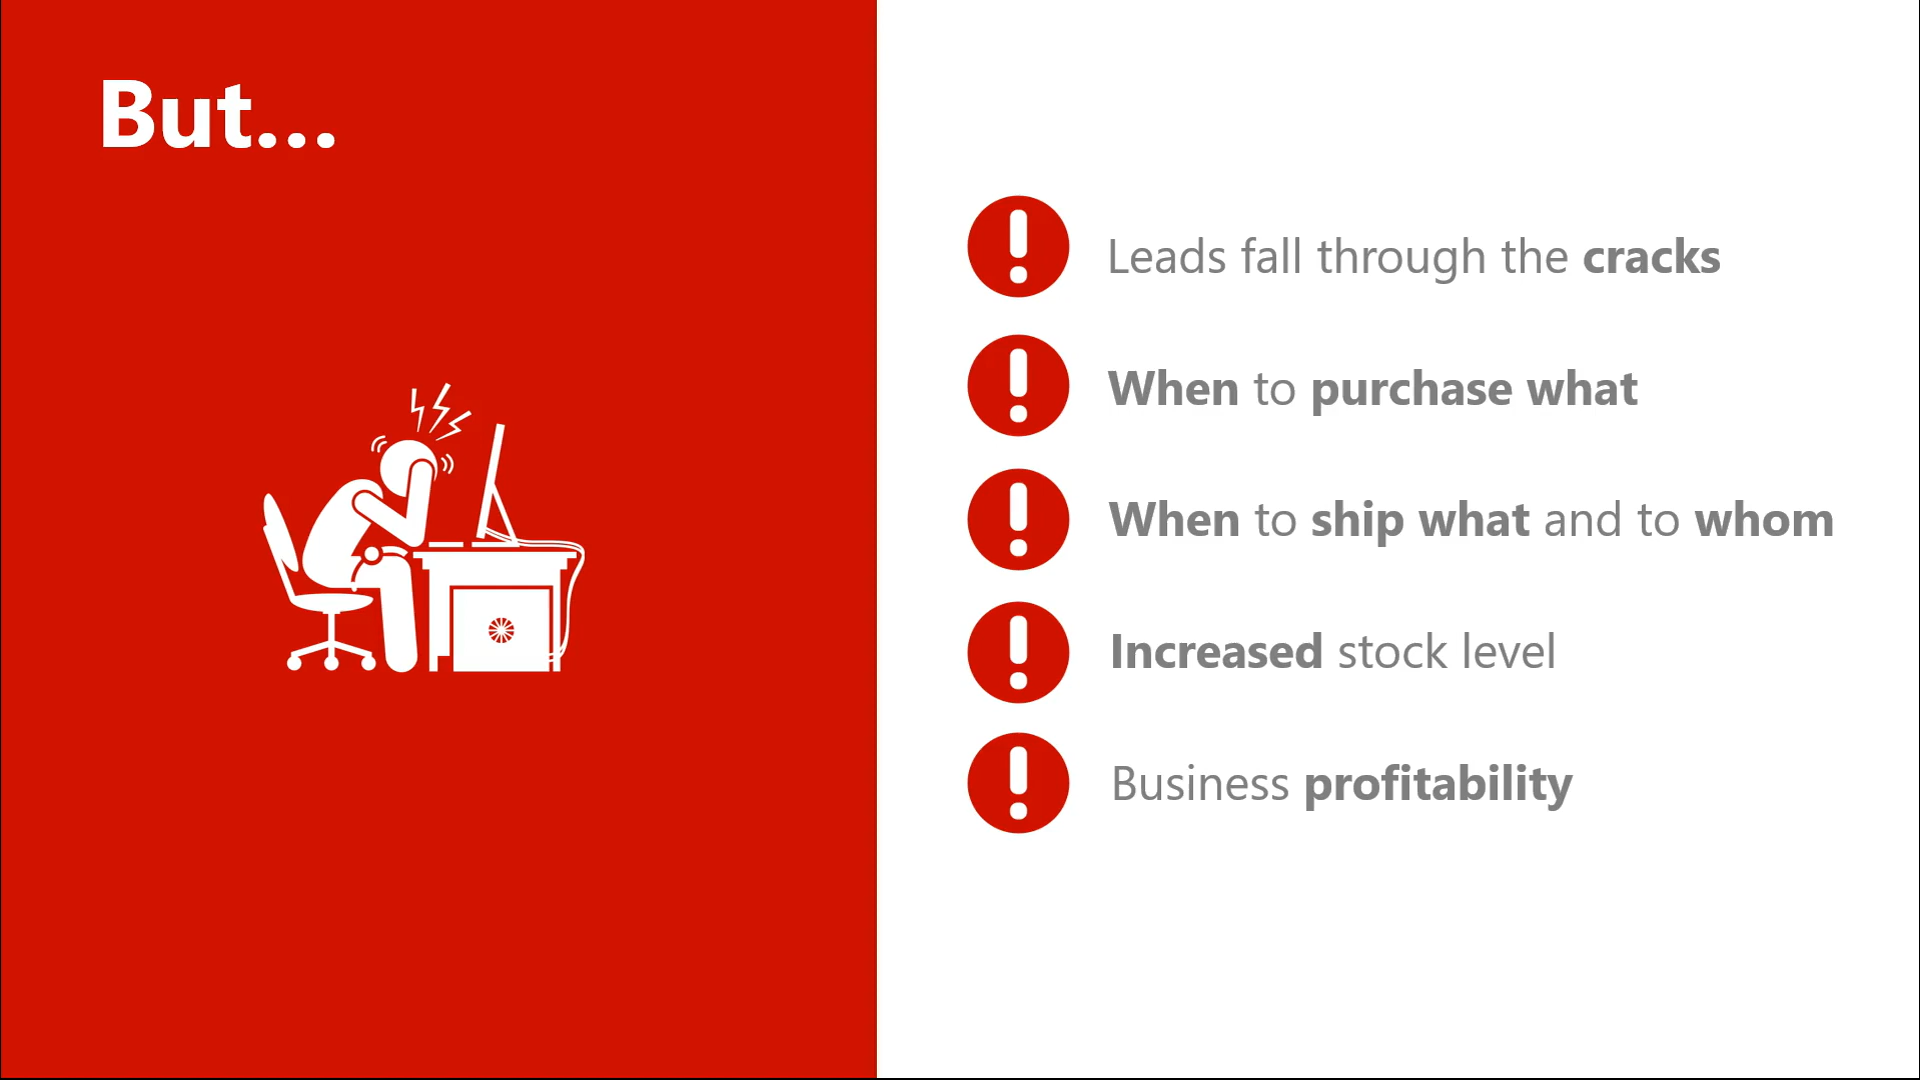 But...
Leads fall through the cracks
When to purchase what
When to ship what and to whom
Increased stock level
Business profitability